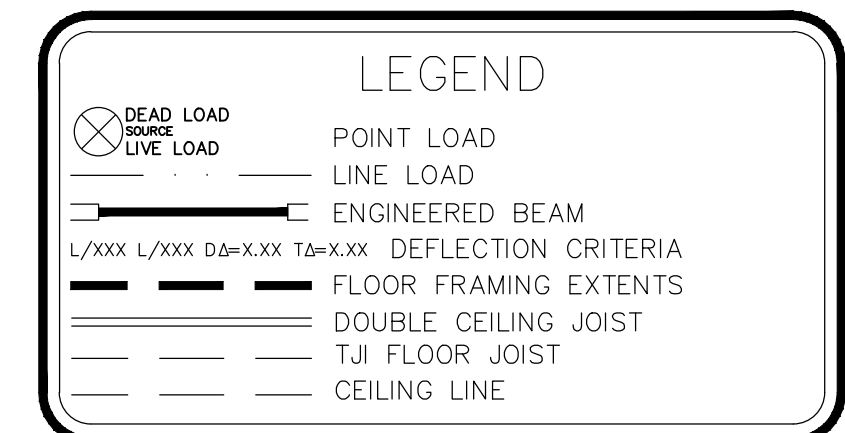 LEGEND
DEAD LOAD
SOURCE
LIVE LOAD
POINT LOAD
LINE LOAD
ENGINEERED BEAM
L/XXX L/XXX DΔ=X.XX TΔ=X.XX DEFLECTION CRITERIA
FLOOR FRAMING EXTENTS
DOUBLE CEILING JOIST
TJI FLOOR JOIST
CEILING LINE